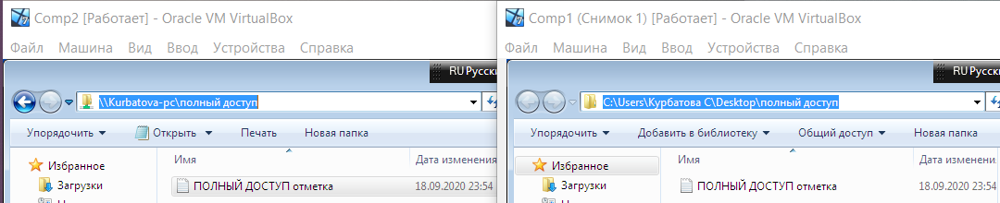 Comp2 [Работает] - Oracle VM VirtualBox
Файл Машина Вид Ввод Устройства Справка
RU Русски
\\Kurbatova-pc\полный доступ
Упорядочить Открыть Печать Новая папка
Избранное
Загрузки
Имя Дата изменения
ПОЛНЫЙ ДОСТУП отметка 18.09.2020 23:54
Comp1 (Снимок 1) [Работает] - Oracle VM VirtualBox
Файл Машина Вид Ввод Устройства Справка
RU Русски
C:\Users\Курбатова С\Desktop\полный доступ
Упорядочить Добавить в библиотеку Общий доступ Новая папка
Избранное
Загрузки
Имя Дата изменени
ПОЛНЫЙ ДОСТУП отметка 18.09.2020 23:54